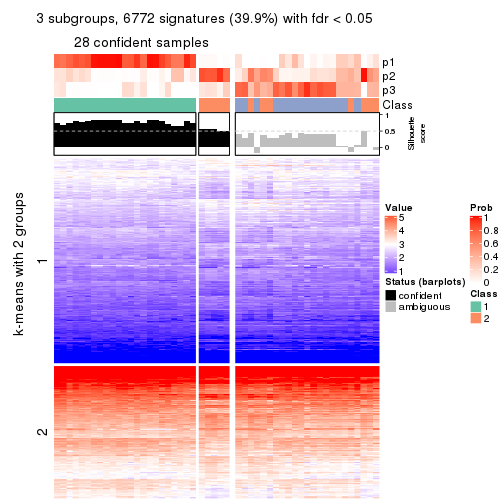 3 subgroups, 6772 signatures (39.9%) with fdr < 0.05
28 confident samples
p1
p2
p3
Class
1
0.5
0
Silhouette
score
k-means with 2 groups
1
2
Value
5
4
3
2
1
Status (barplots)
confident
ambiguous
Prob
1
0.8
0.6
0.4
0.2
0
Class
1
2